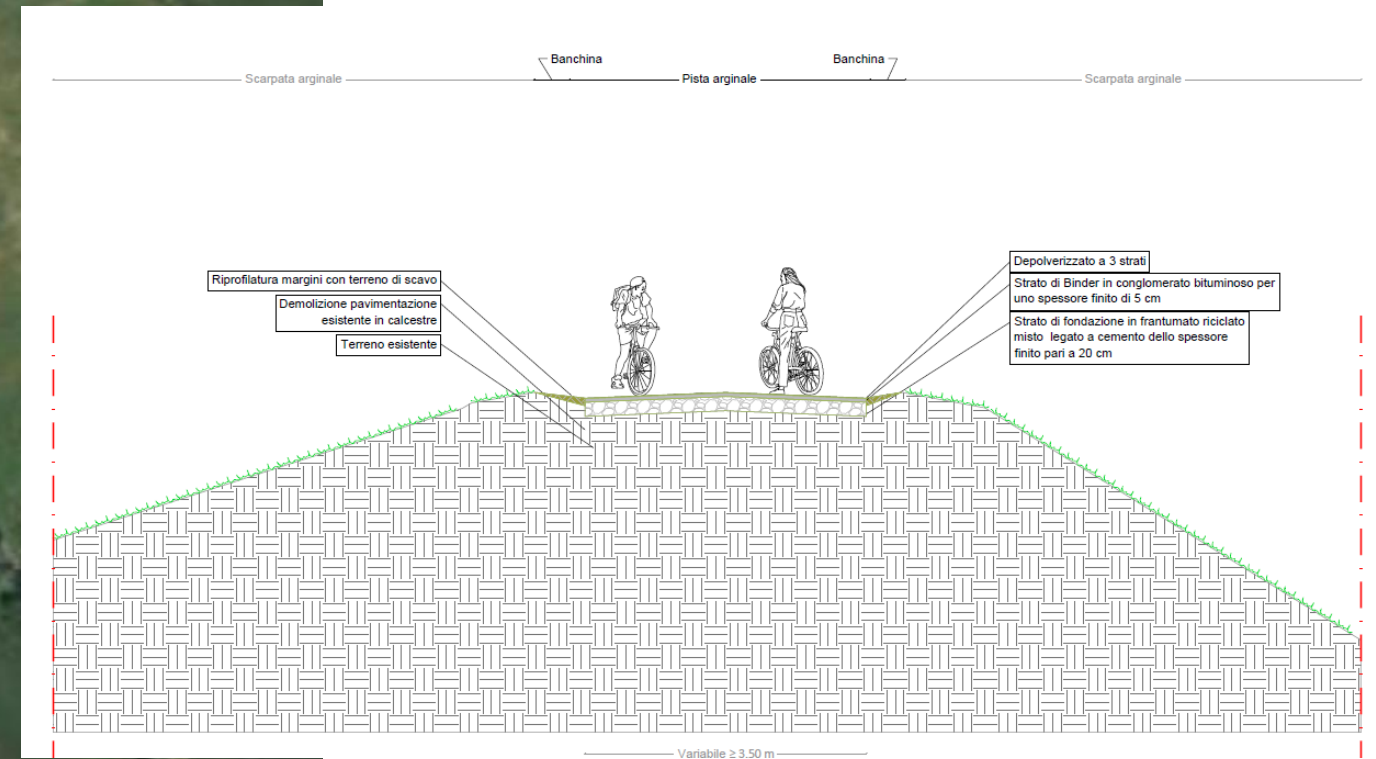 Banchina
Banchina
Scarpata arginale
Pista arginale
Scarpata arginale
Riprofilatura margini con terreno di scavo
Demolizione pavimentazione
esistente in calcestre
Terreno esistente
Depolverizzato a 3 strati
Strato di Binder in conglomerato bituminoso per
uno spessore finito di 5 cm
Strato di fondazione in frantumato riciclato
misto legato a cemento dello spessore
finito pari a 20 cm
Variabile ≥ 3,50 m